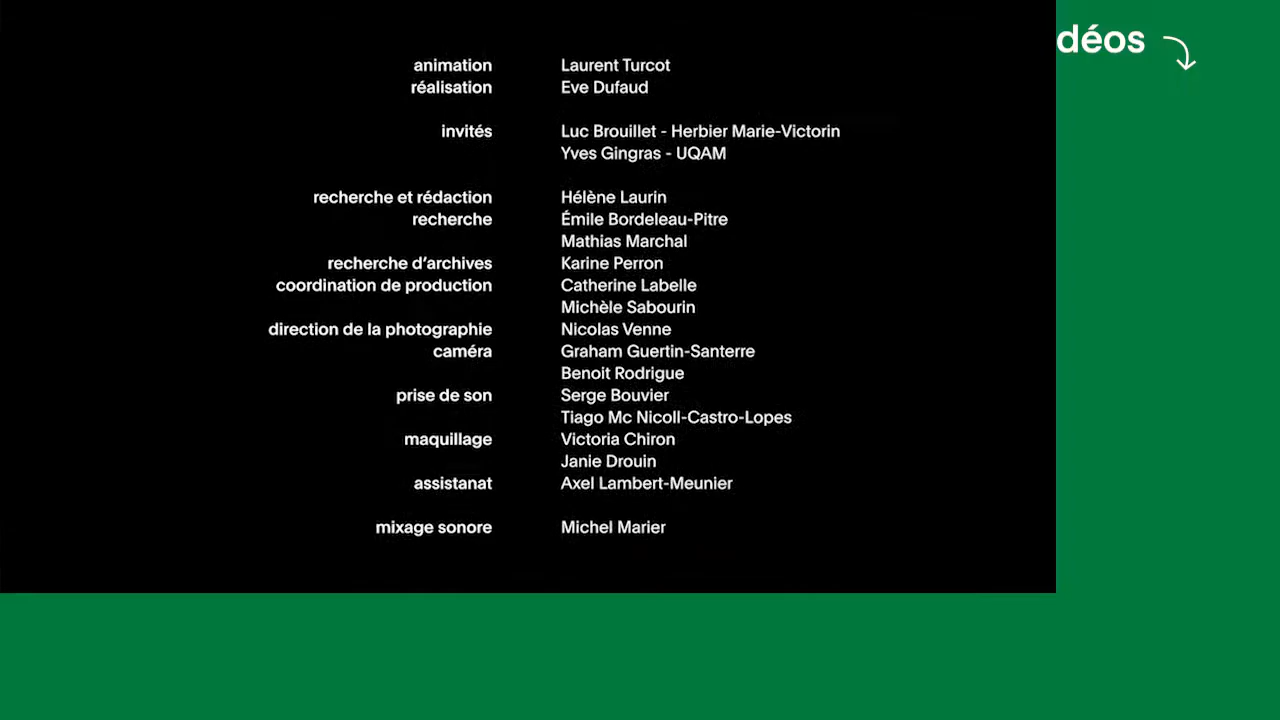 déos
animation Laurent Turcot
réalisation Eve Dufaud
invités Luc Brouillet - Herbier Marie-Victorin
Yves Gingras - UQAM
recherche et rédaction Hélène Laurin
recherche Émile Bordeleau-Pitre
Mathias Marchal
recherche d'archives Karine Perron
coordination de production Catherine Labelle
Michèle Sabourin
direction de la photographie Nicolas Venne
caméra Graham Guertin-Santerre
Benoit Rodrigue
prise de son Serge Bouvier
Tiago Mc Nicoll-Castro-Lopes
maquillage Victoria Chiron
Janie Drouin
assistanat Axel Lambert-Meunier
mixage sonore Michel Marier